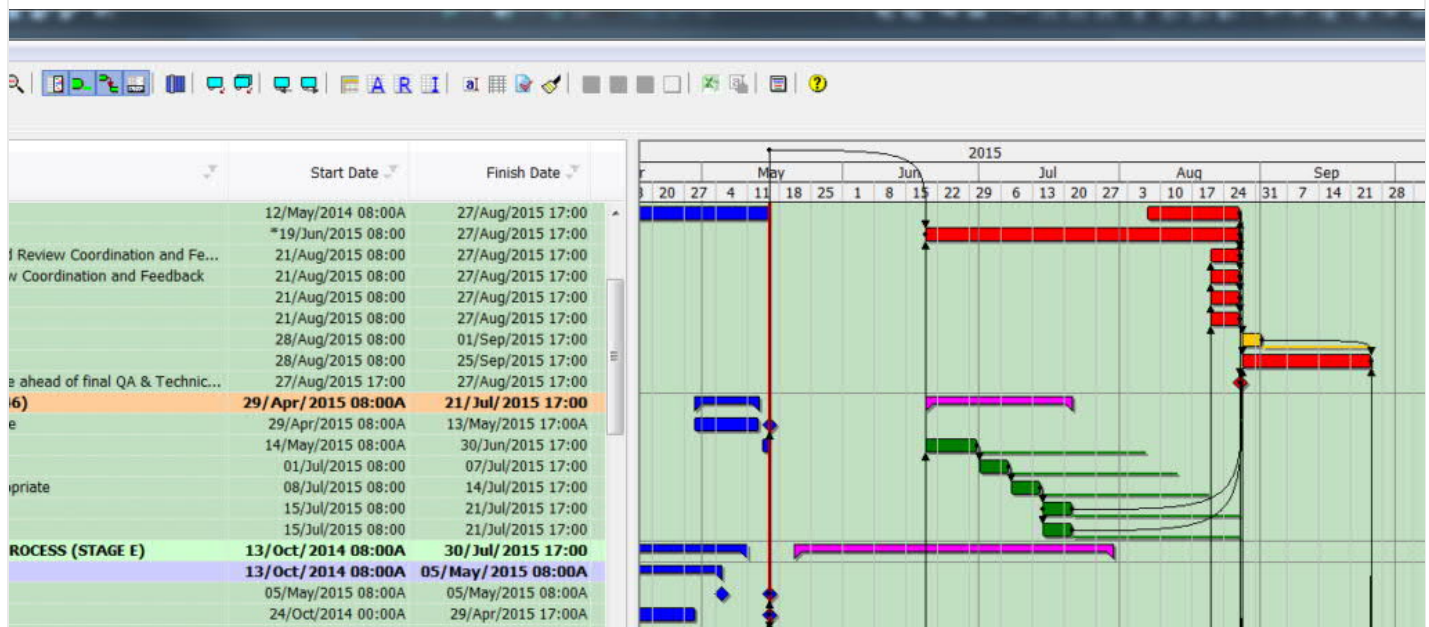 Start Date Finish Date
2015
May Jun Jul Aug Sep
20 27 4 11 18 25 1 8 15 22 29 6 13 20 27 3 10 17 24 31 7 14 21 28
12/May/2014 08:00A 27/Aug/2015 17:00
*19/Jun/2015 08:00 27/Aug/2015 17:00
Review Coordination and Fe... 21/Aug/2015 08:00 27/Aug/2015 17:00
Coordination and Feedback 21/Aug/2015 08:00 27/Aug/2015 17:00
21/Aug/2015 08:00 27/Aug/2015 17:00
21/Aug/2015 08:00 27/Aug/2015 17:00
28/Aug/2015 08:00 01/Sep/2015 17:00
28/Aug/2015 08:00 25/Sep/2015 17:00
e ahead of final QA & Technic... 27/Aug/2015 17:00 27/Aug/2015 17:00
6) 29/Apr/2015 08:00A 21/Jul/2015 17:00
e 29/Apr/2015 08:00A 13/May/2015 17:00A
14/May/2015 08:00A 30/Jun/2015 17:00
01/Jul/2015 08:00 07/Jul/2015 17:00
opriate 08/Jul/2015 08:00 14/Jul/2015 17:00
15/Jul/2015 08:00 21/Jul/2015 17:00
15/Jul/2015 08:00 21/Jul/2015 17:00
ROCESS (STAGE E) 13/Oct/2014 08:00A 30/Jul/2015 17:00
13/Oct/2014 08:00A 05/May/2015 08:00A
05/May/2015 08:00A 05/May/2015 08:00A
24/Oct/2014 00:00A 29/Apr/2015 17:00A